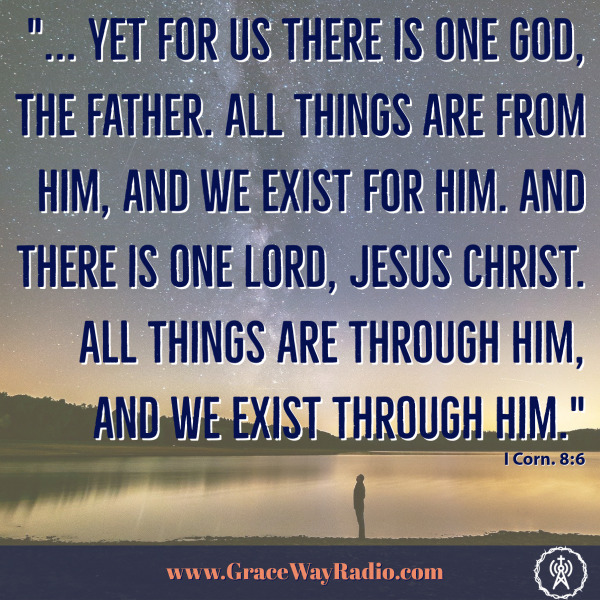 "... YET FOR US THERE IS ONE GOD,
THE FATHER. ALL THINGS ARE FROM
HIM, AND WE EXIST FOR HIM. AND
THERE IS ONE LORD, JESUS CHRIST.
ALL THINGS ARE THROUGH HIM,
AND WE EXIST THROUGH HIM."
I Corn. 8:6
www.GraceWayRadio.com